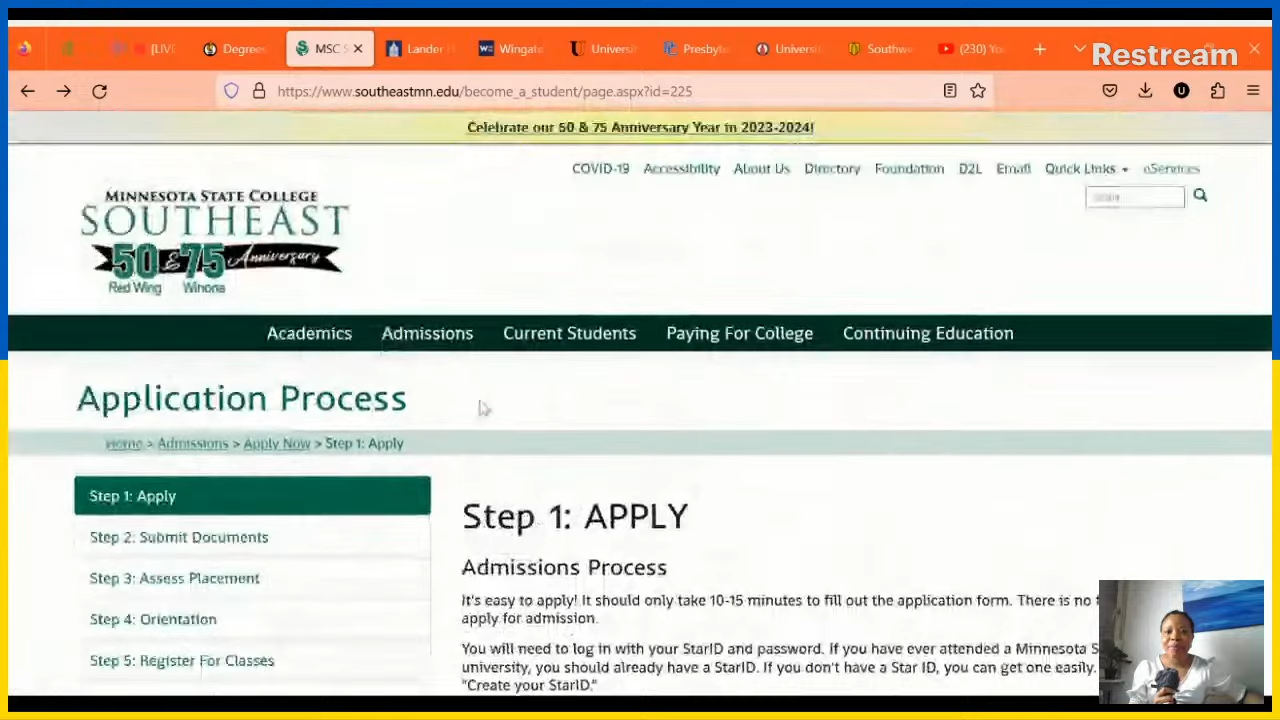 (LIVE
Degrees
MSC S
Lander
Wingate
Universit
Presbyte
Universi
Southwe
(230) Yo
Restream
https://www.southeastmn.edu/become_a_student/page.aspx?id=225
Celebrate our 50 & 75 Anniversary Year in 2023-2024!
COVID-19 Accessibility About Us Directory Foundation D2L Email Quick Links eServices
MINNESOTA STATE COLLEGE
SOUTHEAST
50 & 75 Anniversary
Red Wing Winona
Academics Admissions Current Students Paying For College Continuing Education
Application Process
Home > Admissions > Apply Now > Step 1: Apply
Step 1: Apply
Step 2: Submit Documents
Step 3: Assess Placement
Step 4: Orientation
Step 5: Register For Classes
Step 1: APPLY
Admissions Process
It's easy to apply! It should only take 10-15 minutes to fill out the application form. There is no
apply for admission.
You will need to log in with your StarID and password. If you have ever attended a Minnesota S
university, you should already have a StarID. If you don't have a Star ID, you can get one easily.
"Create your StarID."